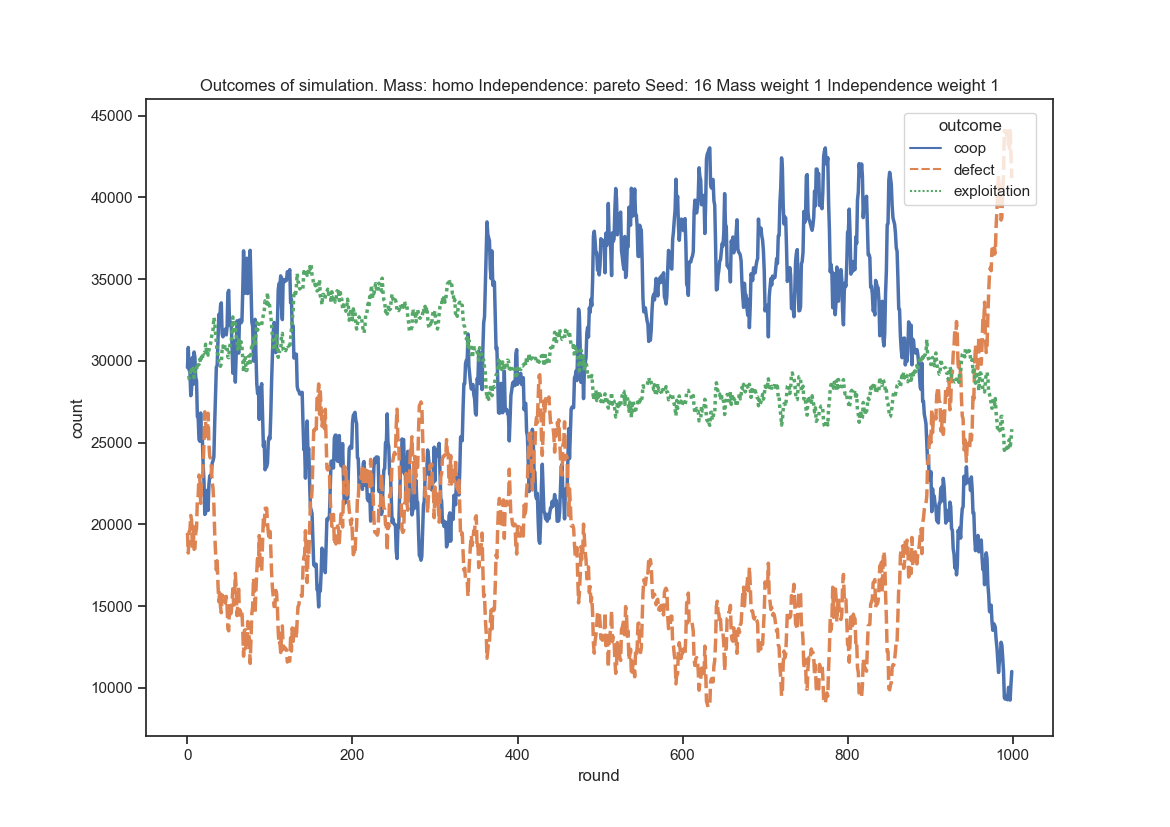 Outcomes of simulation. Mass: homo Independence: pareto Seed: 16 Mass weight 1 Independence weight 1
45000
40000
35000
30000
25000
20000
15000
10000
count
outcome
coop
defect
exploitation
0 200 400 600 800 1000
round